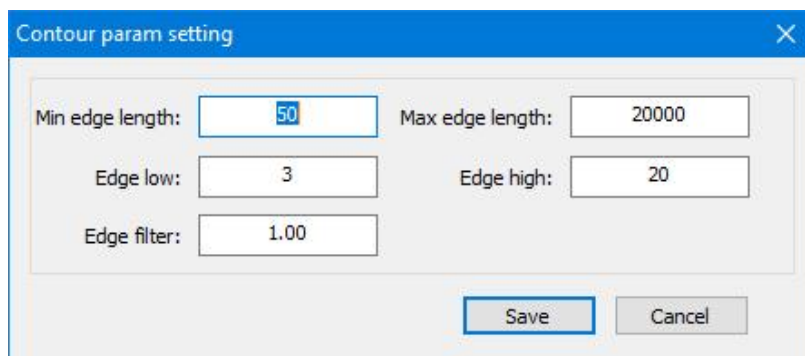 Contour param setting
Min edge length: 50 Max edge length: 20000
Edge low: 3 Edge high: 20
Edge filter: 1.00
Save Cancel